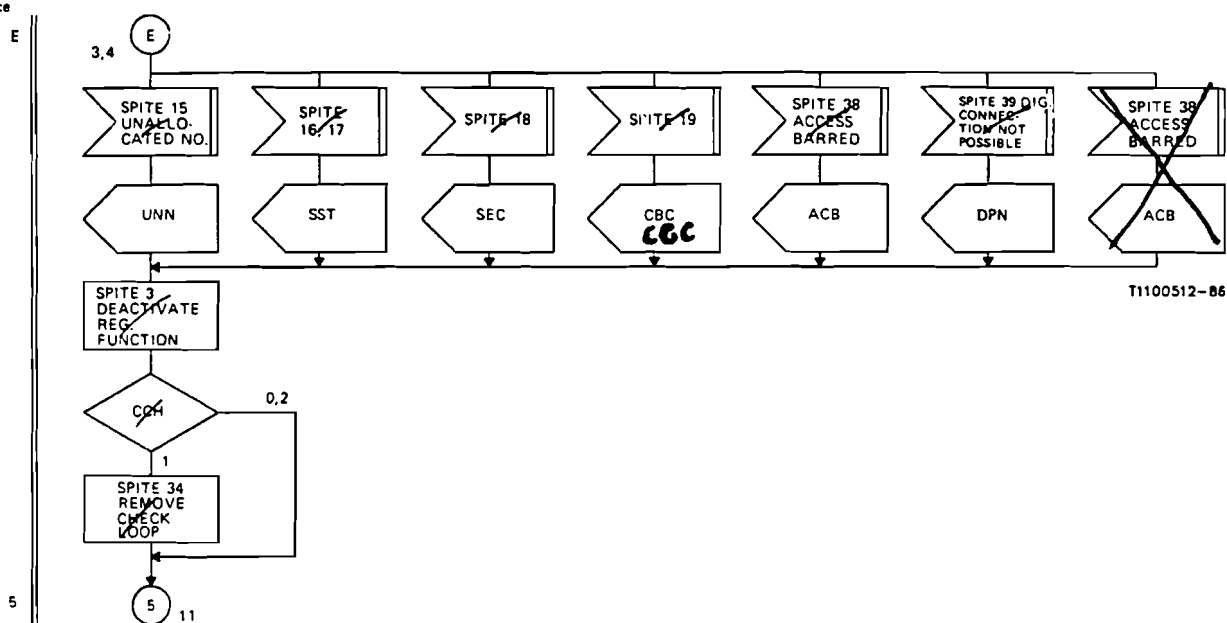 ce
E
E
3,4
SPITE 15
UNALLO-
CATED NO.
SPITE
16, 17
SPITE 18
SPITE 19
SPITE 38
ACCESS
BARRED
SPITE 39 DIG.
CONNEC-
TION NOT
POSSIBLE
SPITE 38
ACCESS
BARRED
UNN
SST
SEC
CBC
CGC
ACB
DPN
ACB
T1100512-86
SPITE 3
DEACTIVATE
REG.
FUNCTION
CCH
0,2
1
SPITE 34
REMOVE
CHECK
LOOP
5
5
11